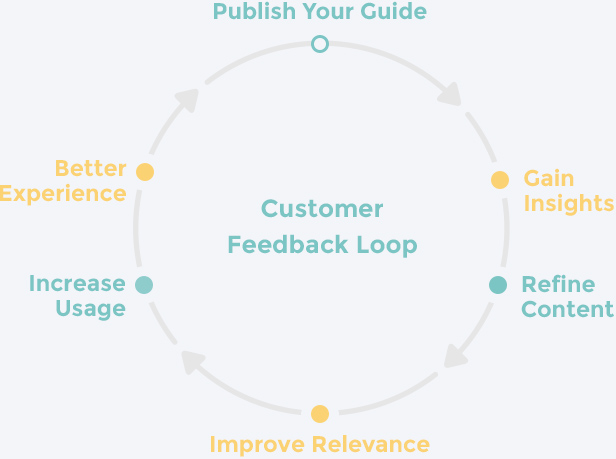 Publish Your Guide
Better
Experience
Gain
Insights
Customer
Feedback Loop
Increase
Usage
Refine
Content
Improve Relevance